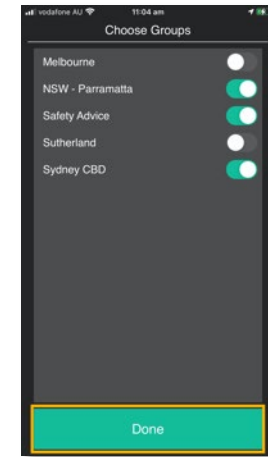 vodafone AU 11:04 am
Choose Groups
Melbourne
NSW - Parramatta
Safety Advice
Sutherland
Sydney CBD
Done